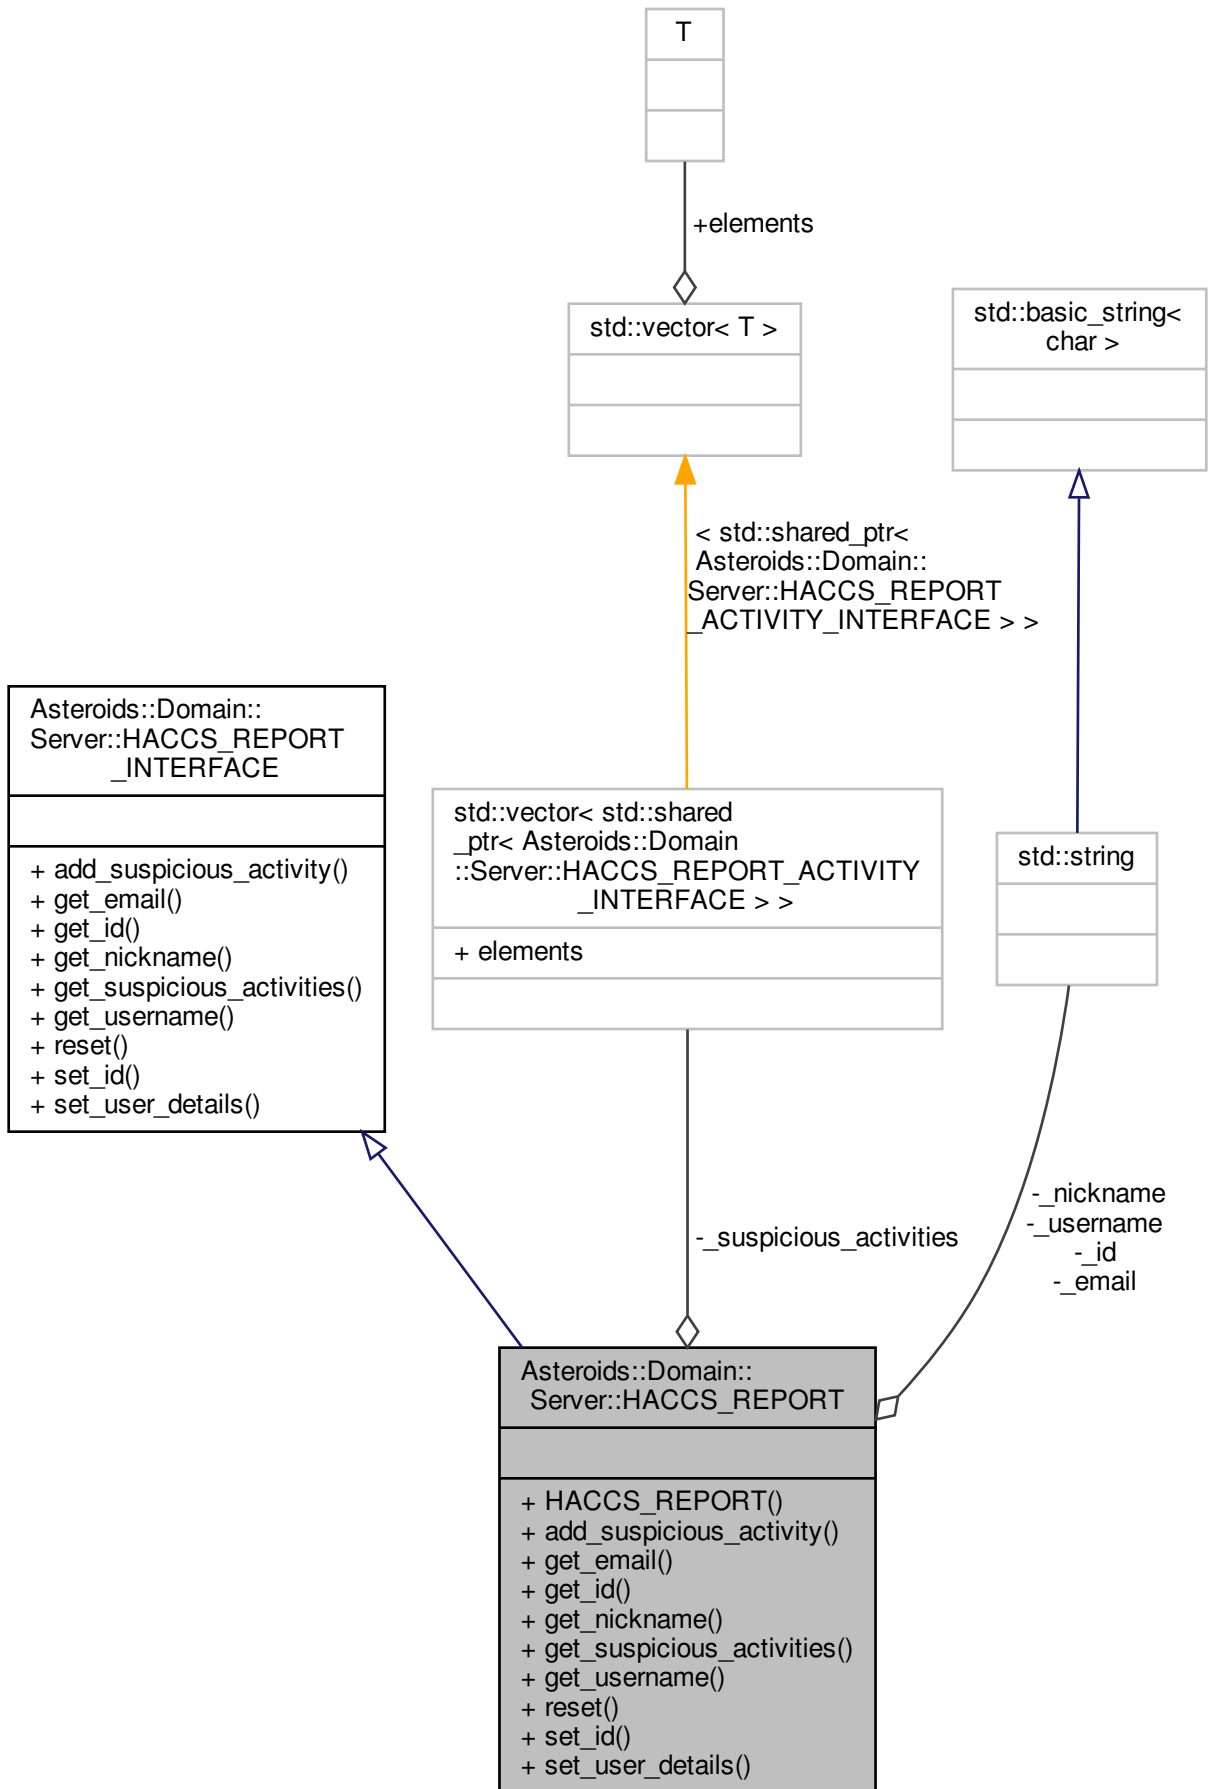 T
+elements
std::vector< T >
std::basic_string<
char >
< std::shared_ptr<
Asteroids::Domain::
Server::HACCS_REPORT
_ACTIVITY_INTERFACE > >
Asteroids::Domain::
Server::HACCS_REPORT
_INTERFACE
+ add_suspicious_activity()
+ get_email()
+ get_id()
+ get_nickname()
+ get_suspicious_activities()
+ get_username()
+ reset()
+ set_id()
+ set_user_details()
std::vector< std::shared
_ptr< Asteroids::Domain
::Server::HACCS_REPORT_ACTIVITY
_INTERFACE > >
+ elements
std::string
-_suspicious_activities
-_nickname
-_username
-_id
-_email
Asteroids::Domain::
Server::HACCS_REPORT
+ HACCS_REPORT()
+ add_suspicious_activity()
+ get_email()
+ get_id()
+ get_nickname()
+ get_suspicious_activities()
+ get_username()
+ reset()
+ set_id()
+ set_user_details()